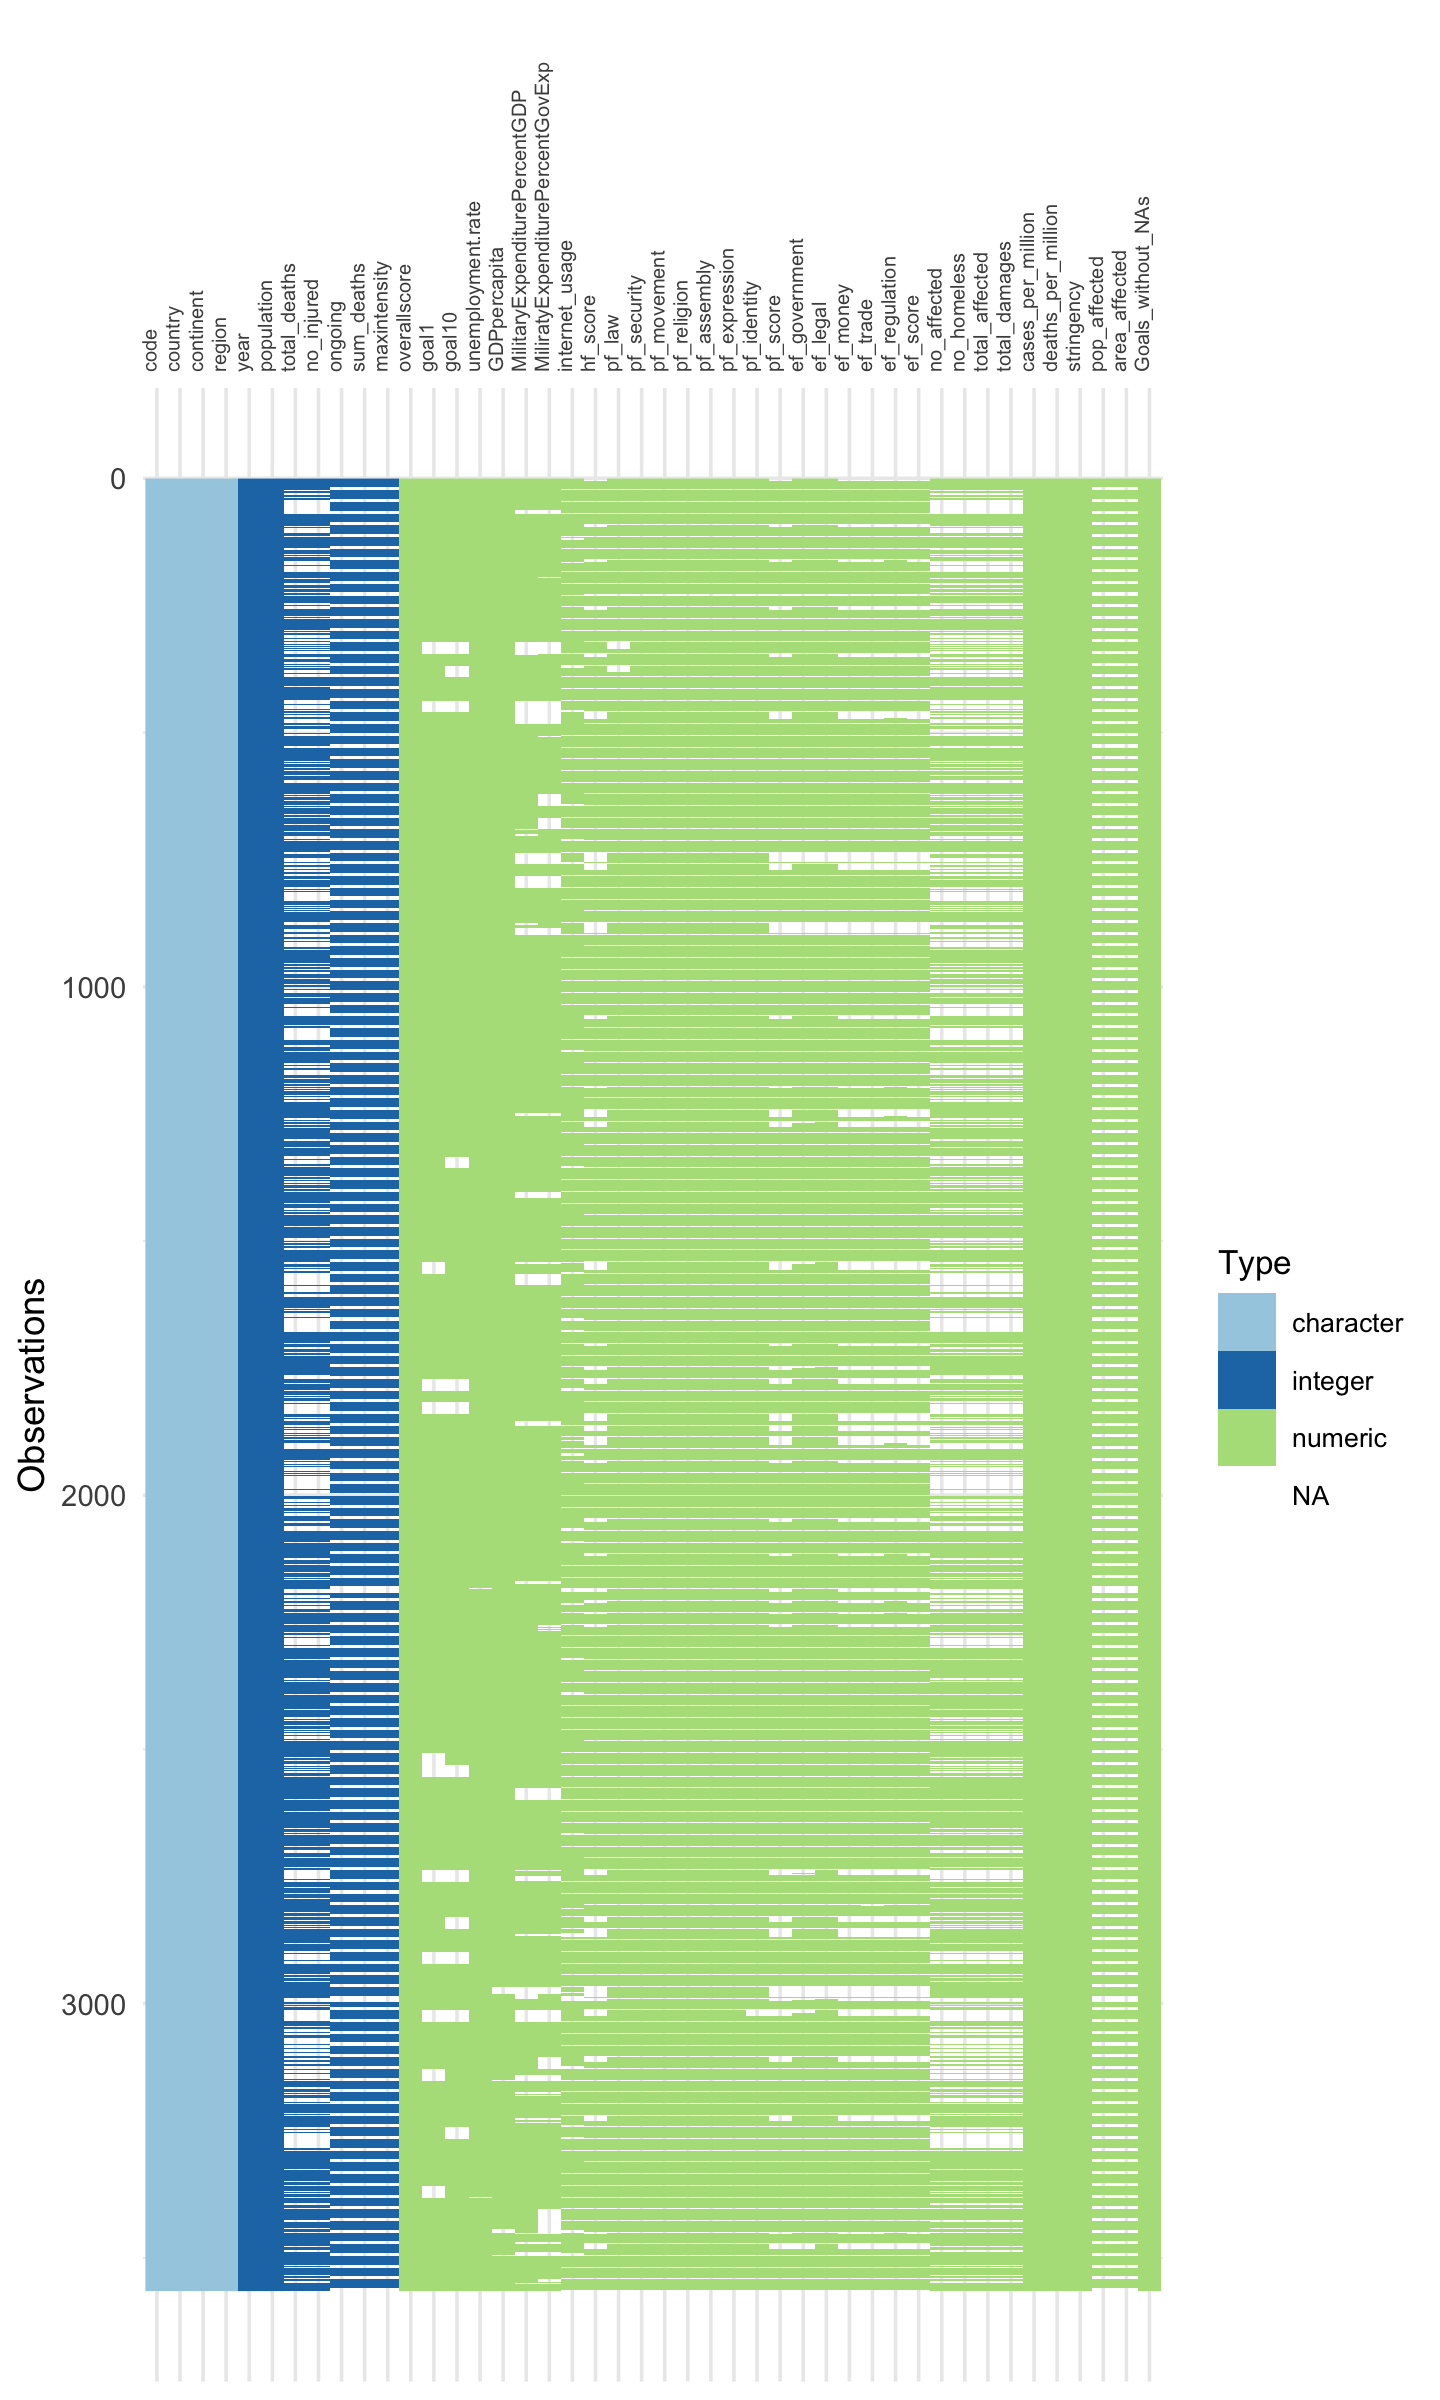 code
country
continent
region
year
population
total_deaths
no_injured
ongoing
sum_deaths
maxintensity
overallscore
goal1
goal10
unemployment.rate
GDPpercapita
MilitaryExpenditurePercentGDP
MiliratyExpenditurePercentGovExp
internet_usage
hf_score
pf_law
pf_security
pf_movement
pf_religion
pf_assembly
pf_expression
pf_identity
pf_score
ef_government
ef_legal
ef_money
ef_trade
ef_regulation
ef_score
no_affected
no_homeless
total_affected
total_damages
cases_per_million
deaths_per_million
stringency
pop_affected
area_affected
Goals_without_NAs
0
1000
2000
3000
Observations
Type
character
integer
numeric
NA